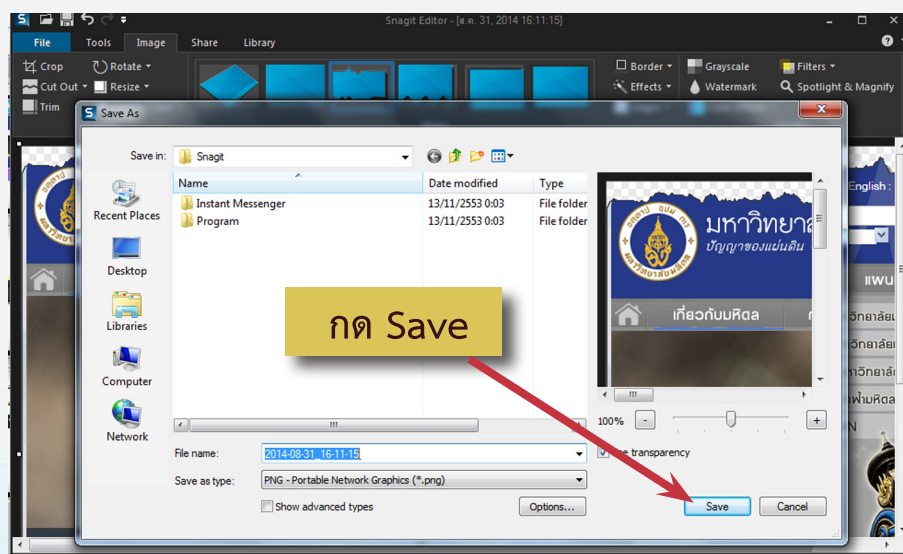 Snagit Editor - [ส.ค. 31, 2014 16:11:15]
File Tools Image Share Library
Crop Rotate Border Grayscale Filters
Cut Out Resize Effects Watermark Spotlight & Magnify
Trim
Save As
Save in: Snagit
Name Date modified Type
Instant Messenger 13/11/2553 0:03 File folder
Program 13/11/2553 0:03 File folder
Recent Places
Desktop
Libraries
Computer
Network
มหาวิทยาลั
ปัญญาของแผ่นดิน
เกี่ยวกับมหิดล
English :
กด Save
100%
File name: 2014-08-31_16-11-15
Save as type: PNG - Portable Network Graphics (*.png)
transparency
Show advanced types Options... Save Cancel